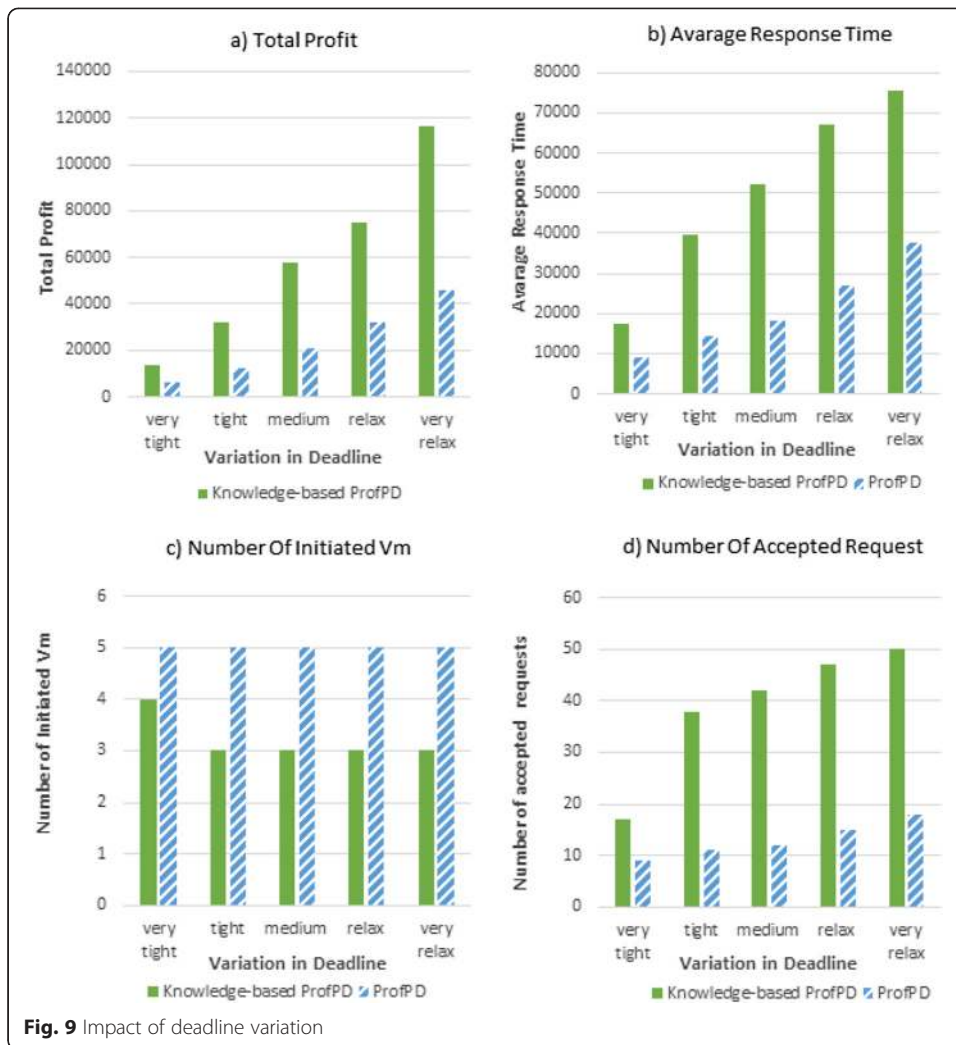 a) Total Profit
140000
120000
100000
80000
60000
40000
20000
0
Total Profit
very tight
tight
medium
relax
very relax
Variation in Deadline
Knowledge-based ProfPD
ProfPD
b) Avarage Response Time
80000
70000
60000
50000
40000
30000
20000
10000
0
Avarage Response Time
very tight
tight
medium
relax
very relax
Variation in Deadline
Knowledge-based ProfPD
ProfPD
c) Number Of Initiated Vm
6
5
4
3
2
1
0
Number of Initiated Vm
very tight
tight
medium
relax
very relax
Variation in Deadline
Knowledge-based ProfPD
ProfPD
d) Number Of Accepted Request
60
50
40
30
20
10
0
Number of accepted requests
very tight
tight
medium
relax
very relax
Variation in Deadline
Knowledge-based ProfPD
ProfPD
Fig. 9 Impact of deadline variation